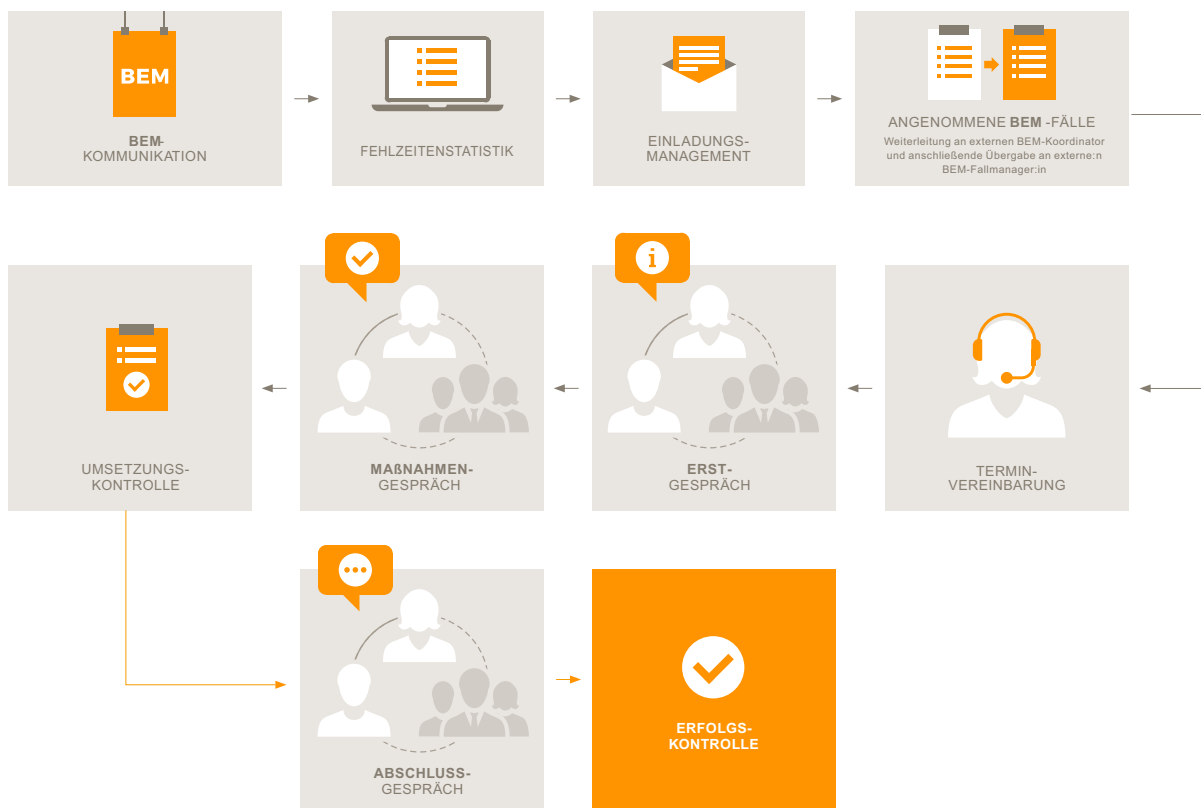 BEM
BEM-
KOMMUNIKATION
FEHLZEITENSTATISTIK
EINLADUNGS-
MANAGEMENT
ANGENOMMENE BEM -FÄLLE
Weiterleitung an externen BEM-Koordinator
und anschließende Übergabe an externe:n
BEM-Fallmanager:in
UMSETZUNGS-
KONTROLLE
MAßNAHMEN-
GESPRÄCH
i
ERST-
GESPRÄCH
TERMIN-
VEREINBARUNG
ABSCHLUSS-
GESPRÄCH
ERFOLGS-
KONTROLLE